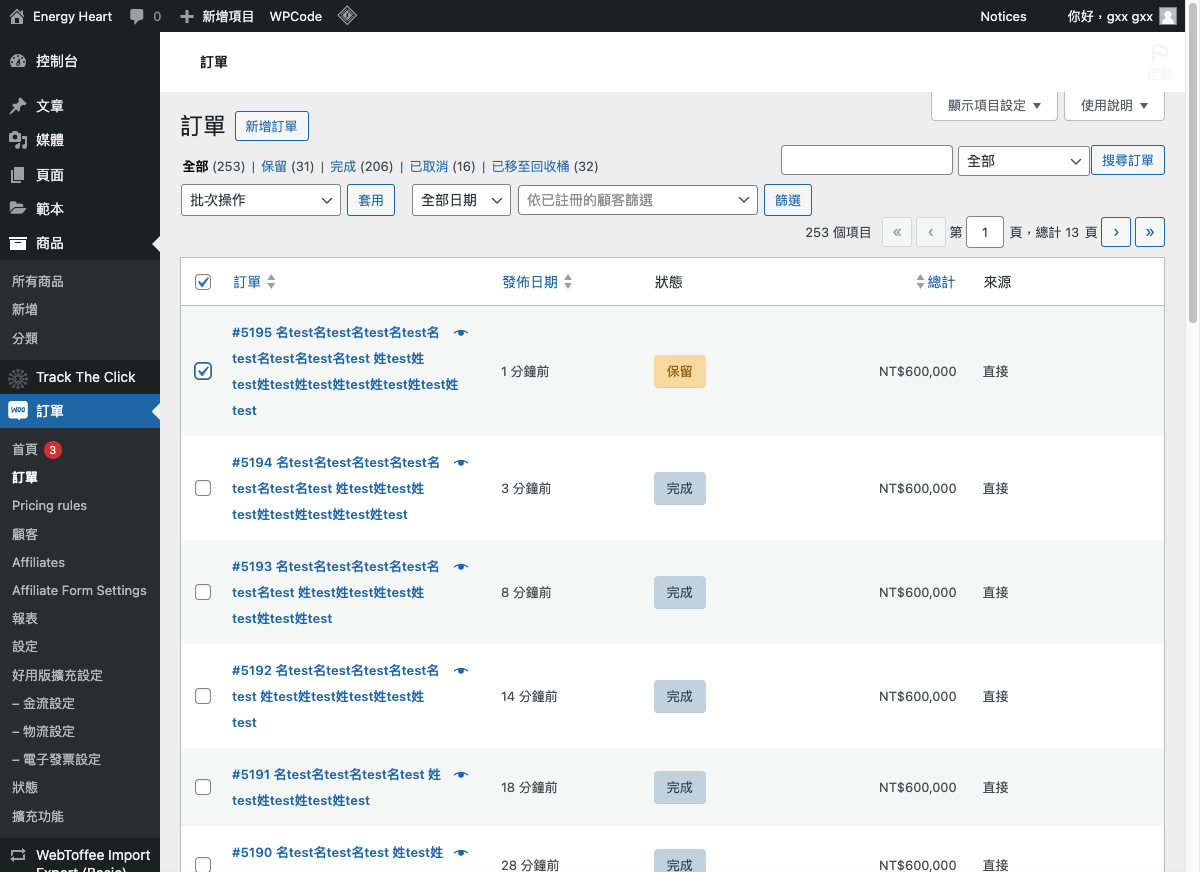 Energy Heart 0 新增項目 WPCode Notices 你好，gxx gxx
控制台
文章
媒體
頁面
範本
商品
所有商品
新增
分類
Track The Click
訂單
首頁 3
訂單
Pricing rules
顧客
Affiliates
Affiliate Form Settings
報表
設定
好用版擴充設定
– 金流設定
– 物流設定
– 電子發票設定
狀態
擴充功能
WebToffee Import
Export (Basic)
訂單
活動
顯示項目設定 ▼ 使用說明 ▼
訂單 新增訂單
全部 (253) | 保留 (31) | 完成 (206) | 已取消 (16) | 已移至回收桶 (32)
全部 搜尋訂單
批次操作 套用 全部日期 依已註冊的顧客篩選 篩選
253 個項目 « ‹ 第 1 頁，總計 13 頁 › »
訂單 發佈日期 狀態 總計 來源
#5195 名test名test名test名test名
test名test名test名test 姓test姓
test姓test姓test姓test姓test姓test姓
test
1 分鐘前 保留 NT$600,000 直接
#5194 名test名test名test名test名
test名test名test 姓test姓test姓
test姓test姓test姓test姓test
3 分鐘前 完成 NT$600,000 直接
#5193 名test名test名test名test名
test名test 姓test姓test姓test姓
test姓test姓test
8 分鐘前 完成 NT$600,000 直接
#5192 名test名test名test名test名
test 姓test姓test姓test姓test姓
test
14 分鐘前 完成 NT$600,000 直接
#5191 名test名test名test名test 姓
test姓test姓test姓test
18 分鐘前 完成 NT$600,000 直接
#5190 名test名test名test 姓test姓
28 分鐘前 完成 NT$600,000 直接